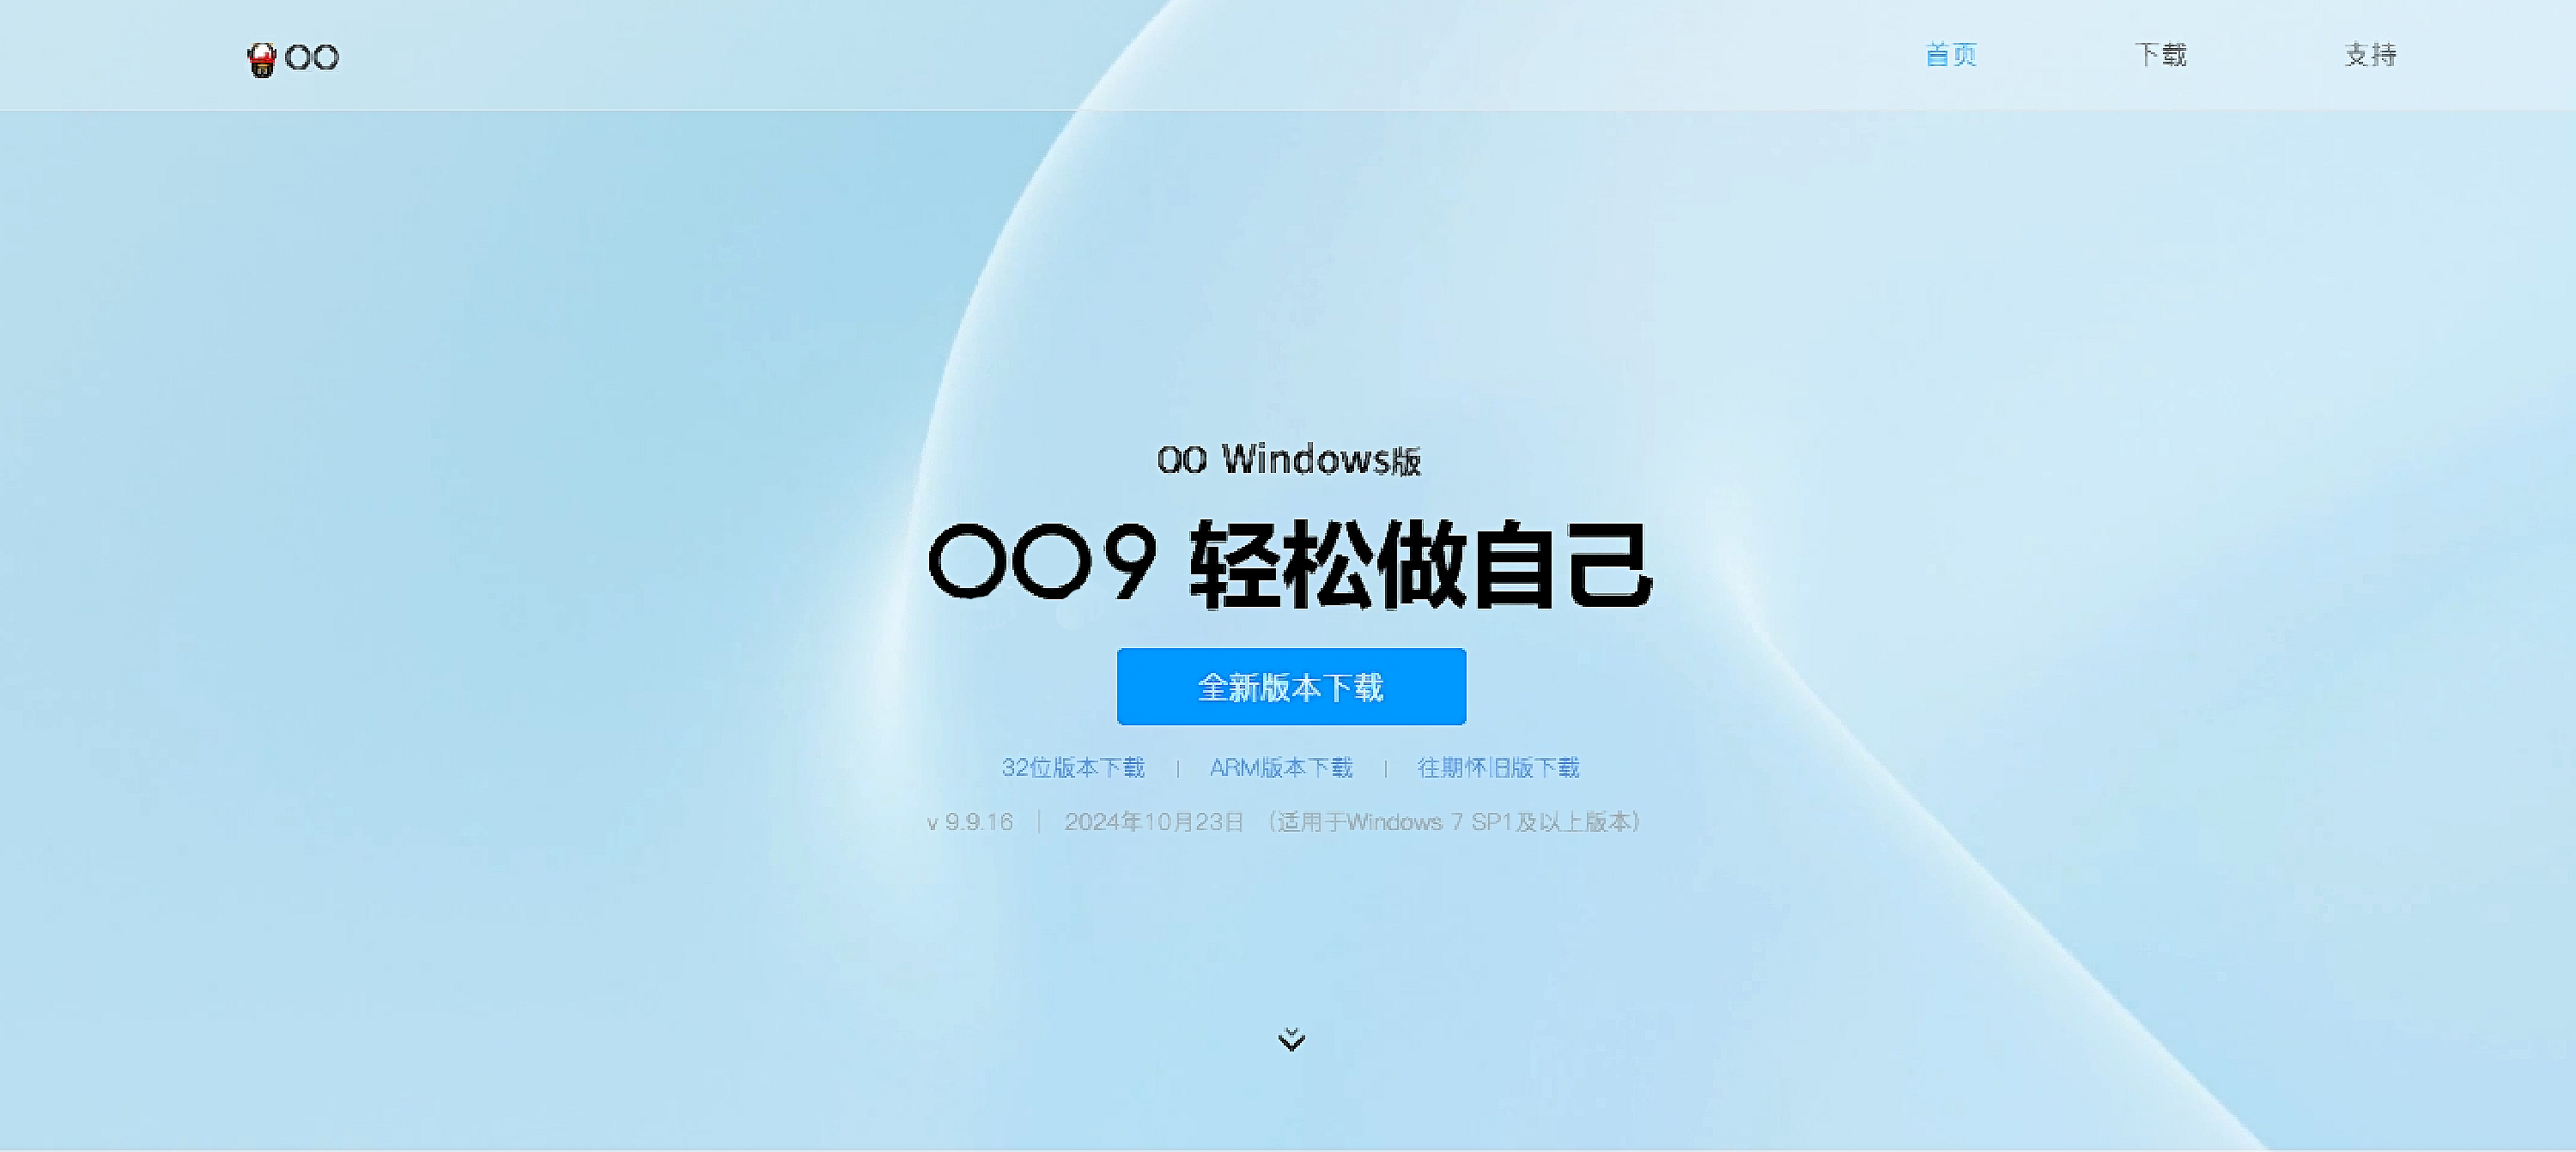 OO
首页 下载 支持
OO Windows版
OO9 轻松做自己
全新版本下载
32位版本下载 | ARM版本下载 | 往期怀旧版下载
v 9.9.16 | 2024年10月23日 （适用于Windows 7 SP1及以上版本）